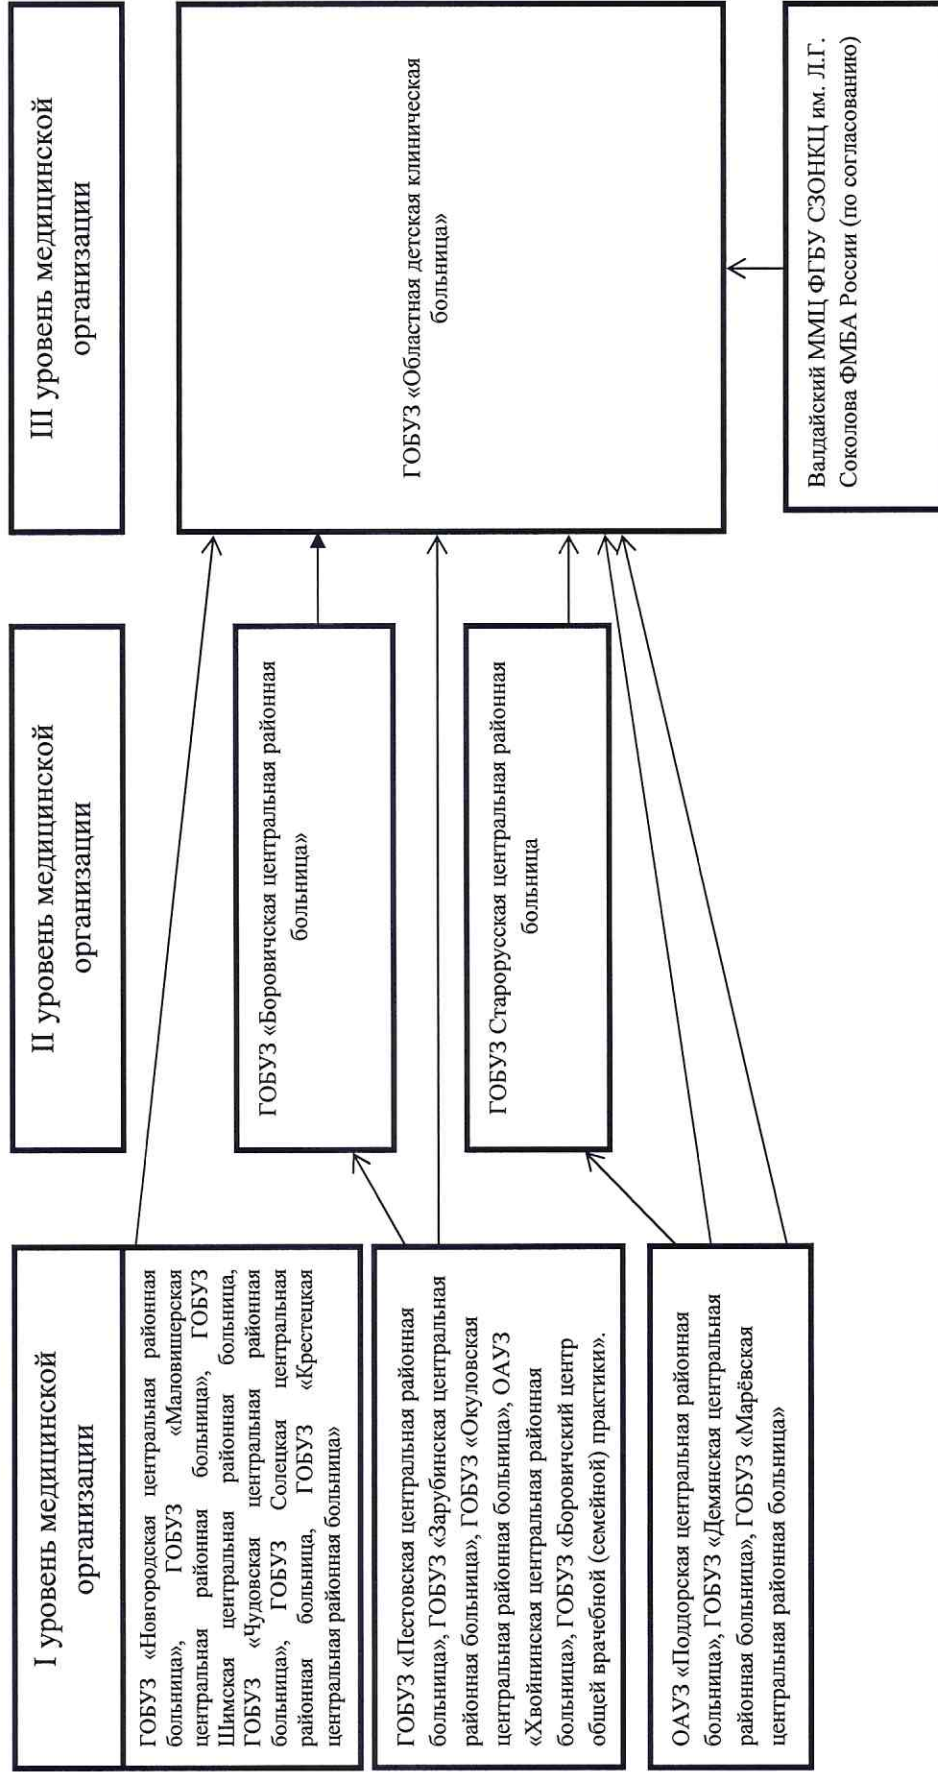 I уровень медицинской
организации
ГОБУЗ «Новгородская центральная районная
больница», ГОБУЗ «Маловишерская
центральная районная больница», ГОБУЗ
Шимская центральная районная больница,
ГОБУЗ «Чудовская центральная районная
больница», ГОБУЗ Солецкая центральная
районная больница, ГОБУЗ «Крестецкая
центральная районная больница»
ГОБУЗ «Пестовская центральная районная
больница», ГОБУЗ «Зарубинская центральная
районная больница», ГОБУЗ «Окуловская
центральная районная больница», ОАУЗ
«Хвойнинская центральная районная
больница», ГОБУЗ «Боровичский центр
общей врачебной (семейной) практики».
ОАУЗ «Поддорская центральная районная
больница», ГОБУЗ «Демянская центральная
районная больница», ГОБУЗ «Марёвская
центральная районная больница»
II уровень медицинской
организации
ГОБУЗ «Боровичская центральная районная
больница»
ГОБУЗ Старорусская центральная районная
больница
III уровень медицинской
организации
ГОБУЗ «Областная детская клиническая
больница»
Валдайский ММЦ ФГБУ СЗОНКЦ им. Л.Г.
Соколова ФМБА России (по согласованию)